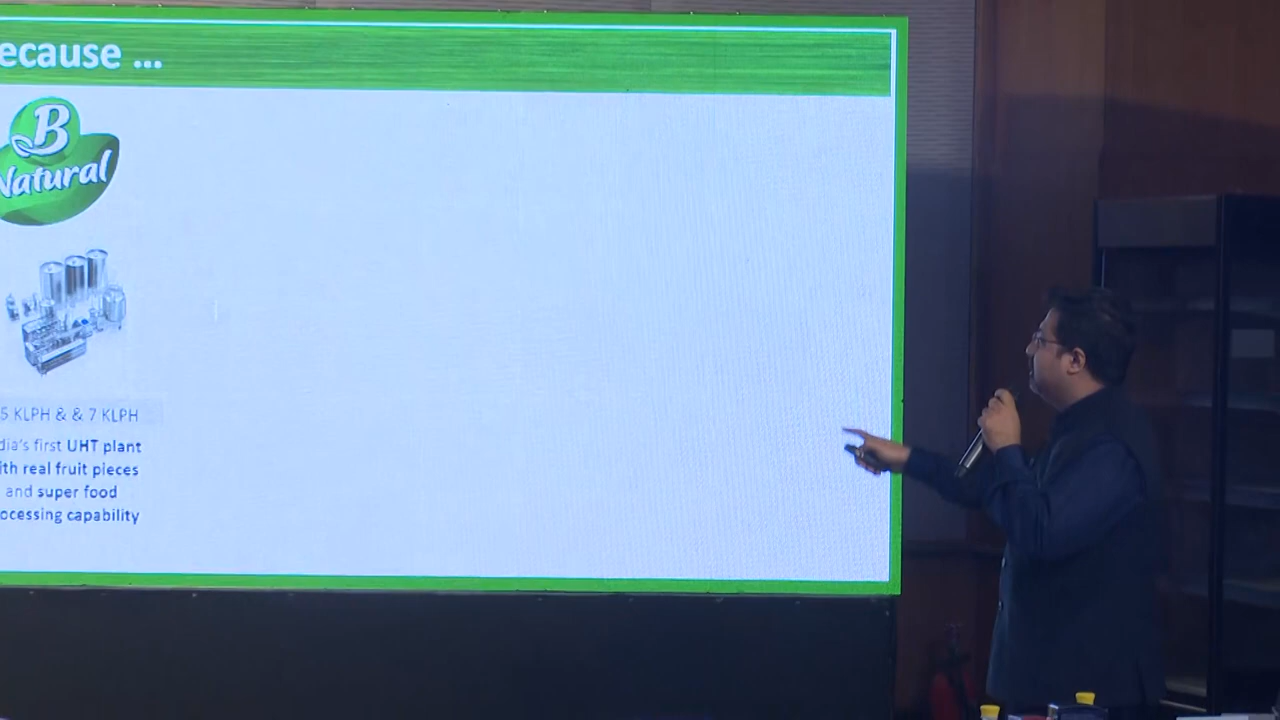 ecause ...
B
Natural
5 KLPH & & 7 KLPH
dia's first UHT plant
ith real fruit pieces
and super food
ocessing capability